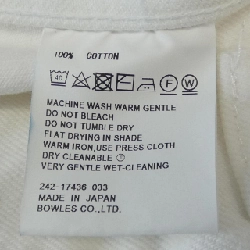 100% COTTON
40 F W
MACHINE WASH WARM GENTLE
DO NOT BLEACH
DO NOT TUMBLE DRY
FLAT DRYING IN SHADE
WARM IRON, USE PRESS CLOTH
DRY CLEANABLE Ⓕ
VERY GENTLE WET-CLEANING
242-17436 033
MADE IN JAPAN
BOWLES CO.,LTD.